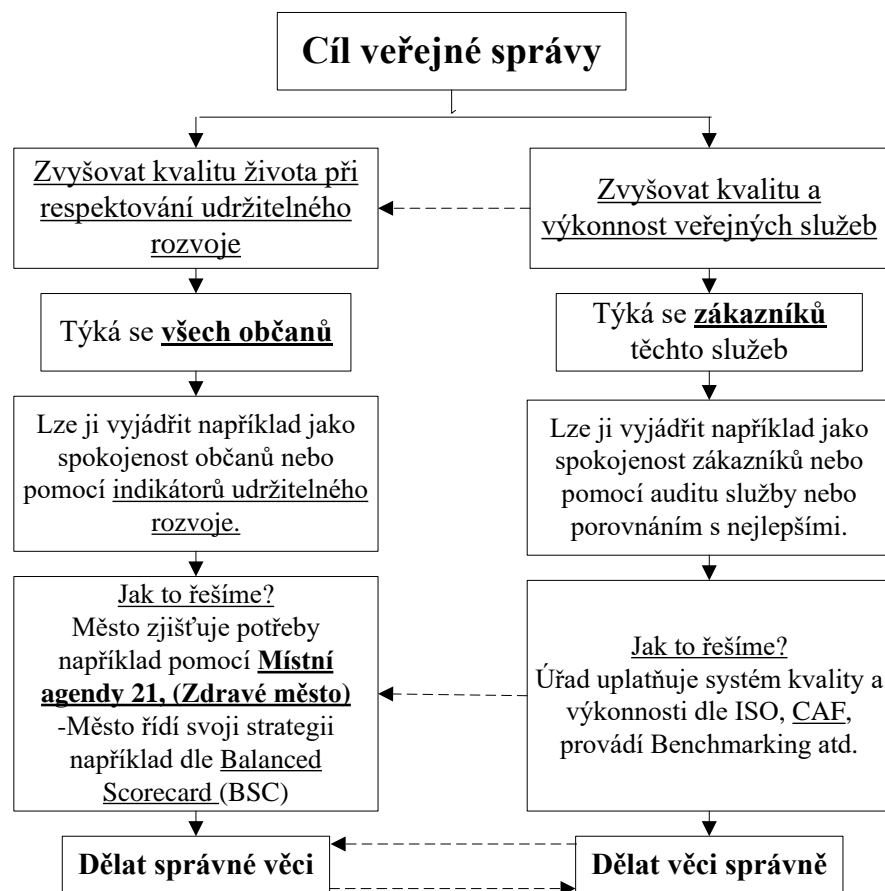 Cíl veřejné správy
Zvyšovat kvalitu života při
respektování udržitelného
rozvoje
Týká se všech občanů
Lze ji vyjádřit například jako
spokojenost občanů nebo
pomocí indikátorů udržitelného
rozvoje.
Jak to řešíme?
Město zjišťuje potřeby
například pomocí Místní
agendy 21, (Zdravé město)
-Město řídí svoji strategii
například dle Balanced
Scorecard (BSC)
Dělat správné věci
Zvyšovat kvalitu a
výkonnost veřejných služeb
Týká se zákazníků
těchto služeb
Lze ji vyjádřit například jako
spokojenost zákazníků nebo
pomocí auditu služby nebo
porovnáním s nejlepšími.
Jak to řešíme?
Úřad uplatňuje systém kvality a
výkonnosti dle ISO, CAF,
provádí Benchmarking atd.
Dělat věci správně